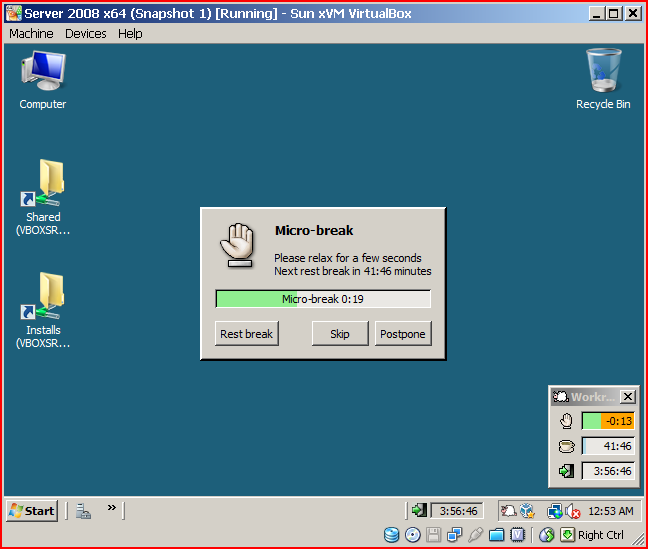 Server 2008 x64 (Snapshot 1) [Running] - Sun xVM VirtualBox
Machine Devices Help
Computer
Recycle Bin
Shared
(VBOXSR...
Installs
(VBOXSR...
Micro-break
Please relax for a few seconds
Next rest break in 41:46 minutes
Micro-break 0:19
Rest break Skip Postpone
Workr...
-0:13
41:46
3:56:46
Start » 3:56:46 12:53 AM
Right Ctrl